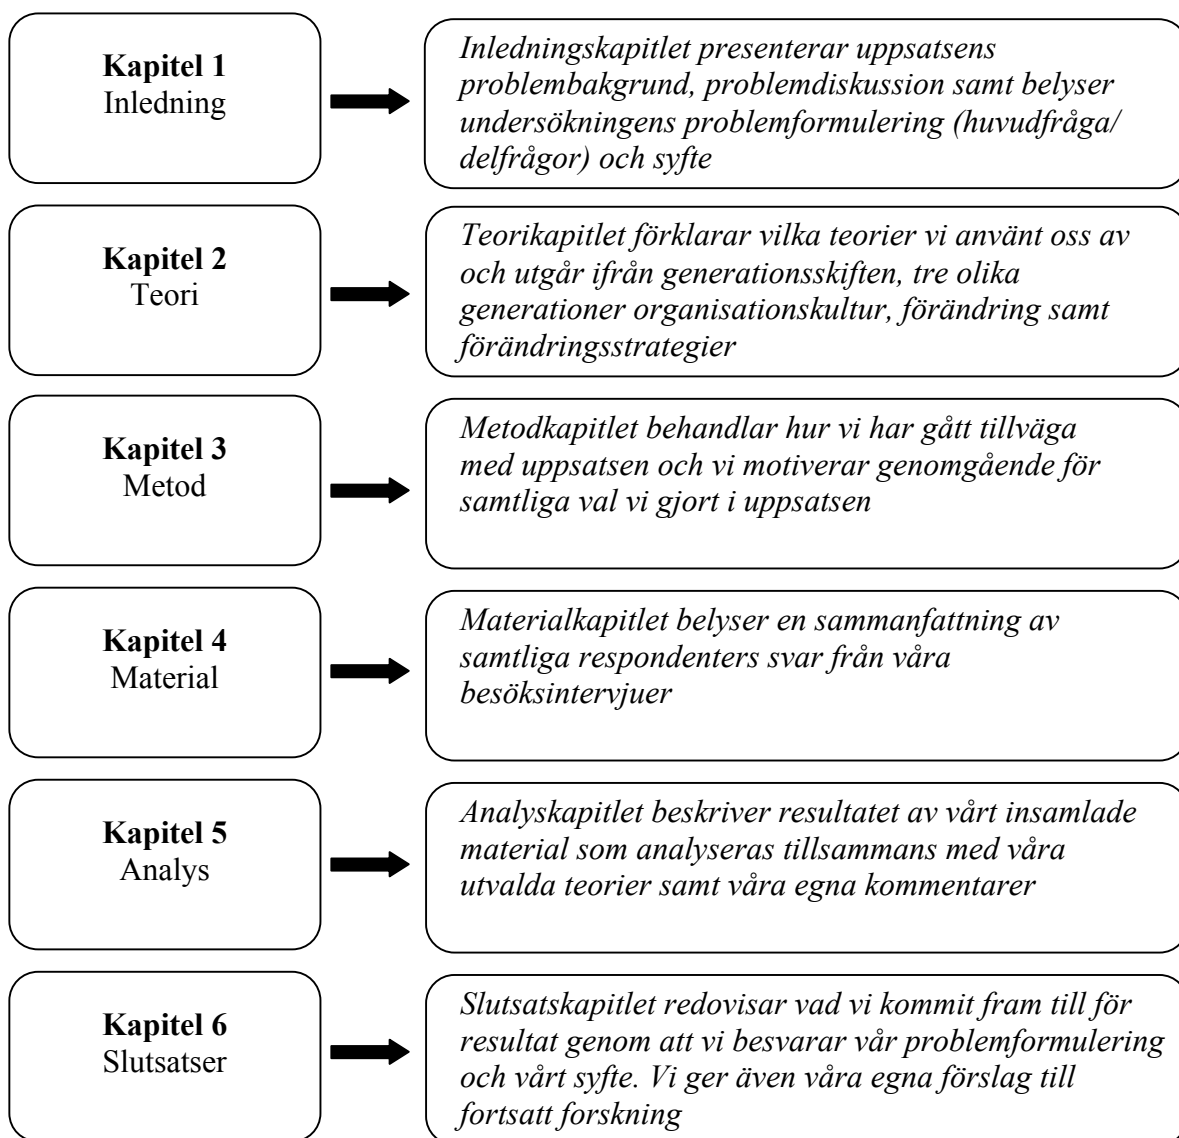 Kapitel 1
Inledning
Inledningskapitlet presenterar uppsatsens
problembakgrund, problemdiskussion samt belyser
undersökningens problemformulering (huvudfråga/
delfrågor) och syfte
Kapitel 2
Teori
Teorikapitlet förklarar vilka teorier vi använt oss av
och utgår ifrån generationsskiften, tre olika
generationer organisationskultur, förändring samt
förändringsstrategier
Kapitel 3
Metod
Metodkapitlet behandlar hur vi har gått tillväga
med uppsatsen och vi motiverar genomgående för
samtliga val vi gjort i uppsatsen
Kapitel 4
Material
Materialkapitlet belyser en sammanfattning av
samtliga respondenters svar från våra
besöksintervjuer
Kapitel 5
Analys
Analyskapitlet beskriver resultatet av vårt insamlade
material som analyseras tillsammans med våra
utvalda teorier samt våra egna kommentarer
Kapitel 6
Slutsatser
Slutsatskapitlet redovisar vad vi kommit fram till för
resultat genom att vi besvarar vår problemformulering
och vårt syfte. Vi ger även våra egna förslag till
fortsatt forskning